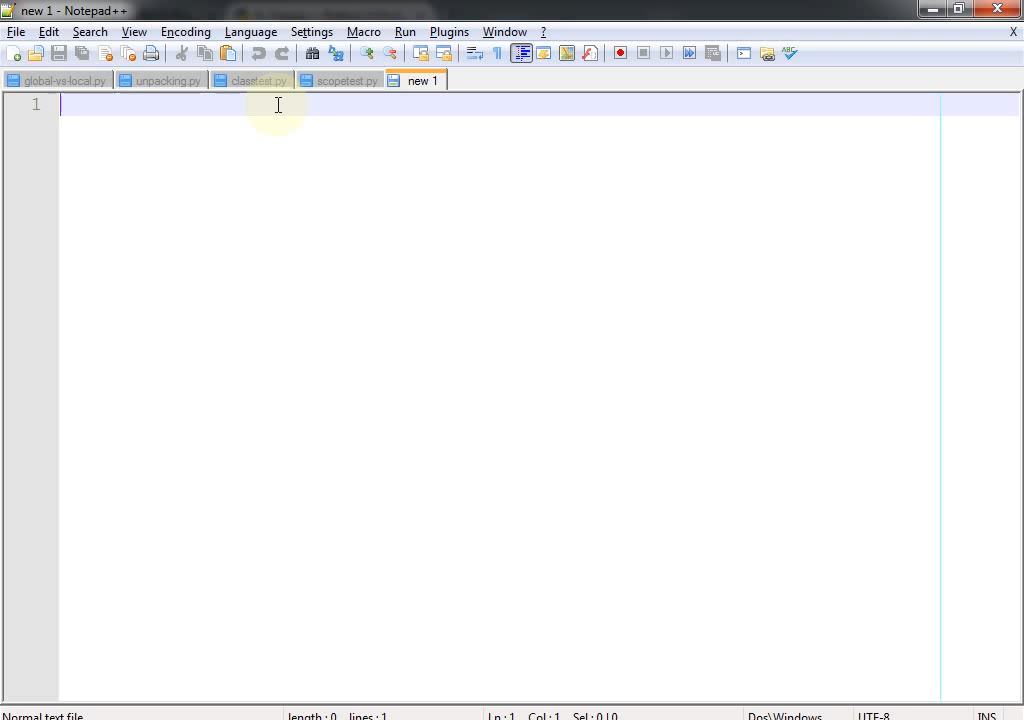 new 1 - Notepad++
File Edit Search View Encoding Language Settings Macro Run Plugins Window ? X
ABC
global-vs-local.py unpacking.py classtest.py scopetest.py new 1
1
Normal text file length : 0 lines : 1 Ln : 1 Col : 1 Sel : 0 | 0 Dos\Windows UTF-8 INS